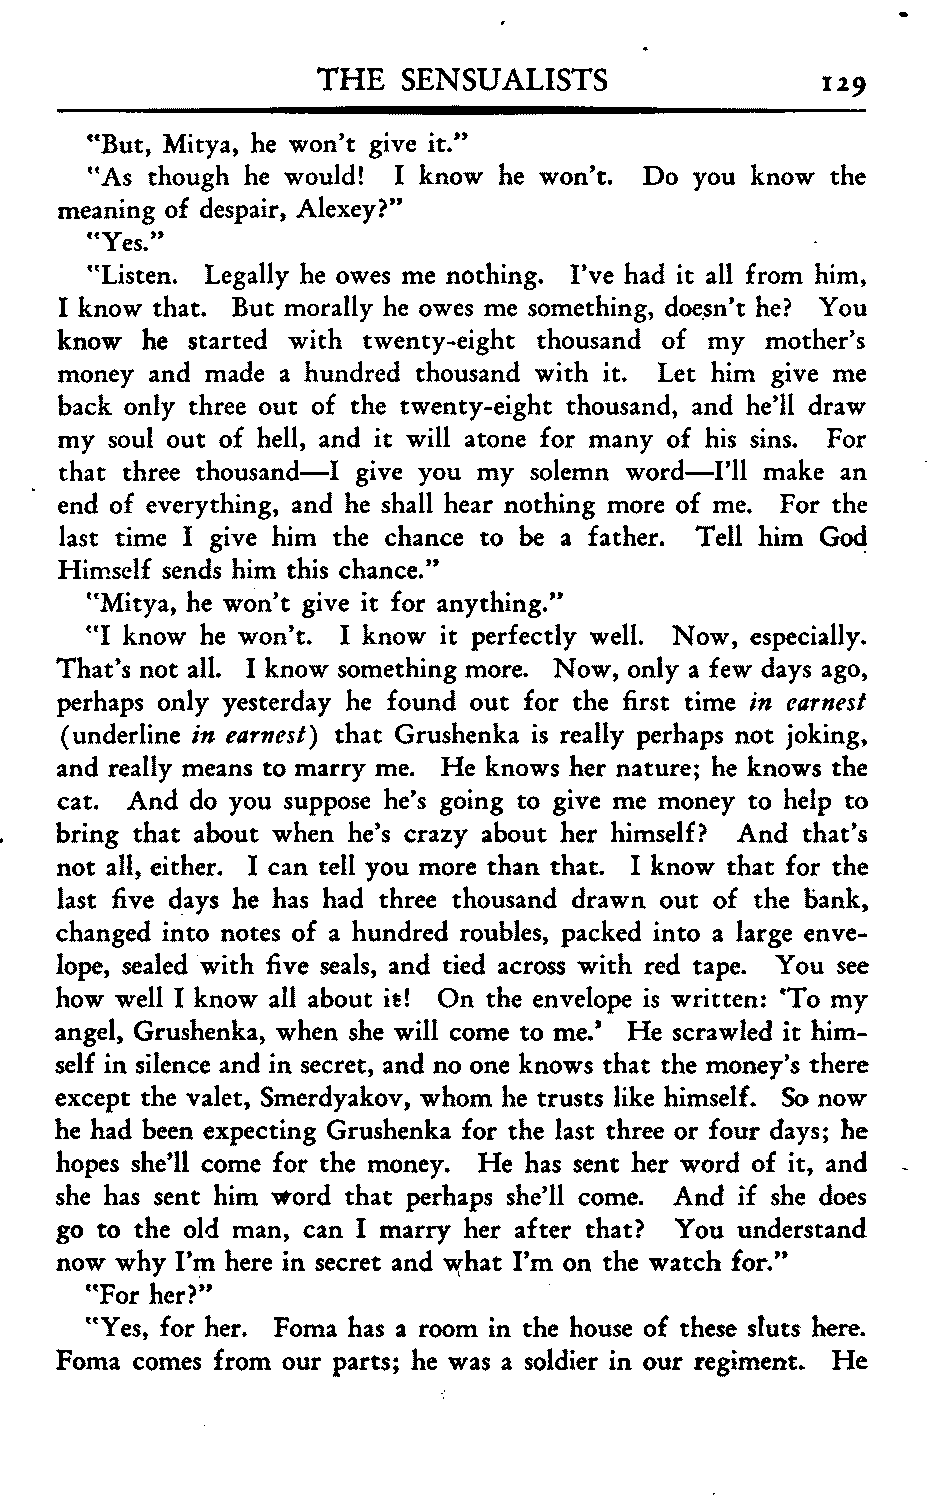 THE SENSUALISTS 129
"But, Mitya, he won't give it."
"As though he would! I know he won't. Do you know the
meaning of despair, Alexey?"
"Yes."
"Listen. Legally he owes me nothing. I've had it all from him,
I know that. But morally he owes me something, doesn't he? You
know he started with twenty-eight thousand of my mother's
money and made a hundred thousand with it. Let him give me
back only three out of the twenty-eight thousand, and he'll draw
my soul out of hell, and it will atone for many of his sins. For
that three thousand—I give you my solemn word—I'll make an
end of everything, and he shall hear nothing more of me. For the
last time I give him the chance to be a father. Tell him God
Himself sends him this chance."
"Mitya, he won't give it for anything."
"I know he won't. I know it perfectly well. Now, especially.
That's not all. I know something more. Now, only a few days ago,
perhaps only yesterday he found out for the first time in earnest
(underline in earnest) that Grushenka is really perhaps not joking,
and really means to marry me. He knows her nature; he knows the
cat. And do you suppose he's going to give me money to help to
bring that about when he's crazy about her himself? And that's
not all, either. I can tell you more than that. I know that for the
last five days he has had three thousand drawn out of the bank,
changed into notes of a hundred roubles, packed into a large enve-
lope, sealed with five seals, and tied across with red tape. You see
how well I know all about it! On the envelope is written: 'To my
angel, Grushenka, when she will come to me.' He scrawled it him-
self in silence and in secret, and no one knows that the money's there
except the valet, Smerdyakov, whom he trusts like himself. So now
he had been expecting Grushenka for the last three or four days; he
hopes she'll come for the money. He has sent her word of it, and
she has sent him word that perhaps she'll come. And if she does
go to the old man, can I marry her after that? You understand
now why I'm here in secret and what I'm on the watch for."
"For her?"
"Yes, for her. Foma has a room in the house of these sluts here.
Foma comes from our parts; he was a soldier in our regiment. He